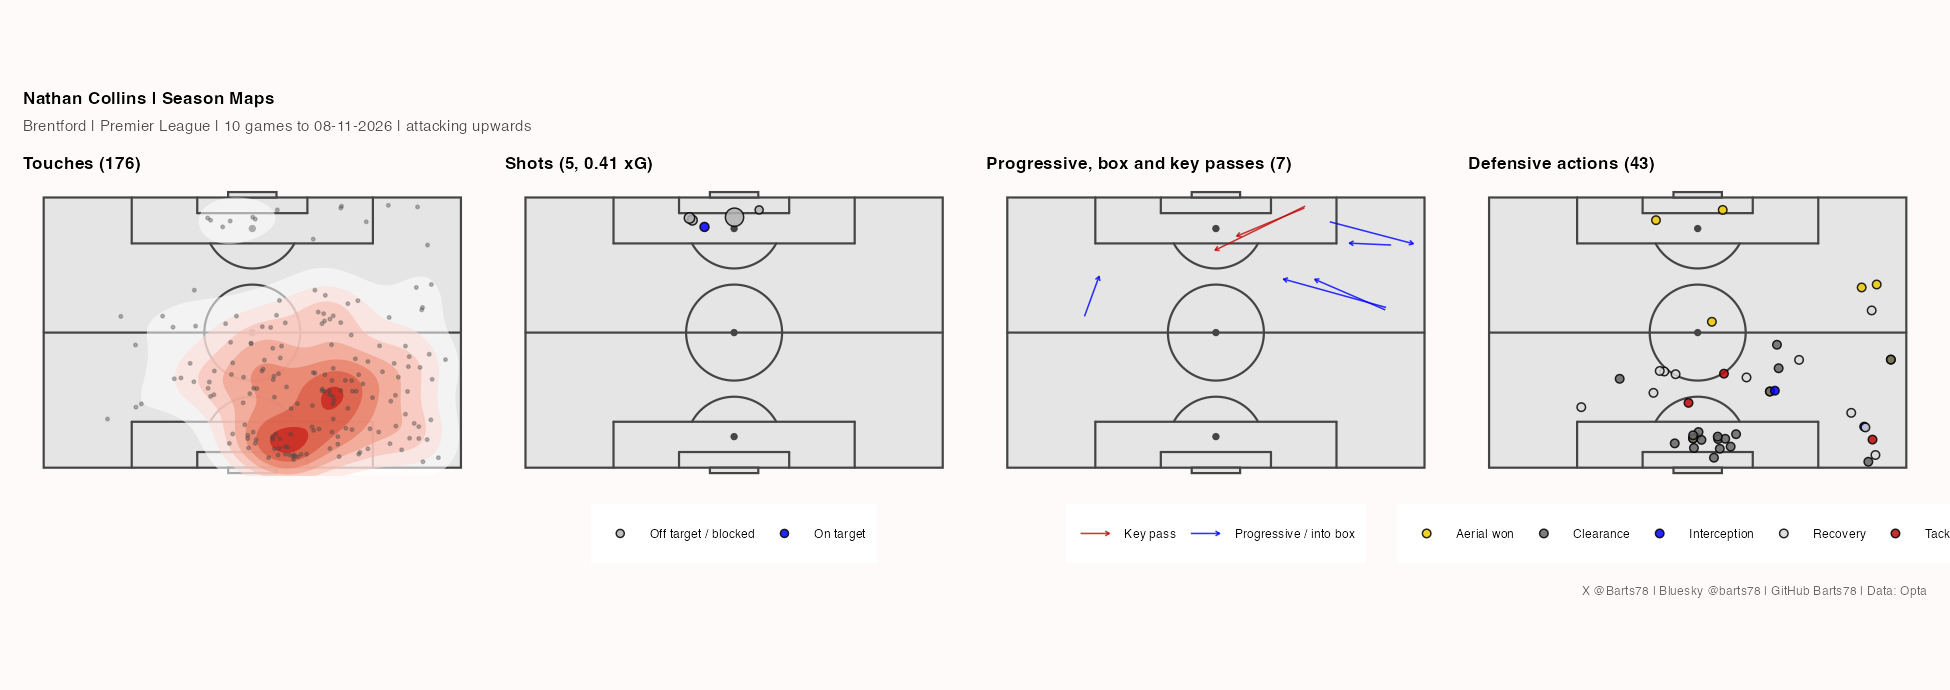 Nathan Collins | Season Maps
Brentford | Premier League | 10 games to 08-11-2026 | attacking upwards
Touches (176)
Shots (5, 0.41 xG)
Progressive, box and key passes (7)
Defensive actions (43)
Off target / blocked
On target
Key pass
Progressive / into box
Aerial won
Clearance
Interception
Recovery
Tack
X @Barts78 | Bluesky @barts78 | GitHub Barts78 | Data: Opta